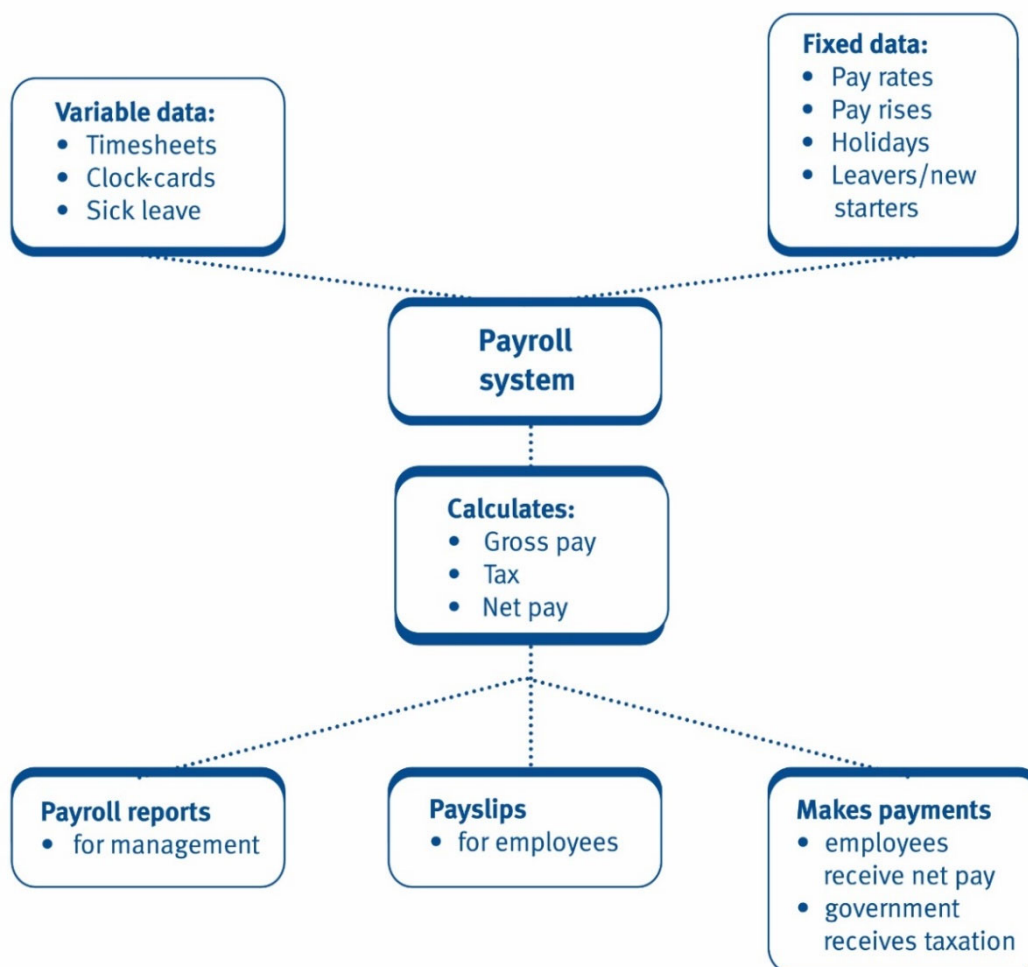 Variable data:
• Timesheets
• Clock-cards
• Sick leave
Fixed data:
• Pay rates
• Pay rises
• Holidays
• Leavers/new
starters
Payroll
system
Calculates:
• Gross pay
• Tax
• Net pay
Payroll reports
• for management
Payslips
• for employees
Makes payments
• employees
receive net pay
• government
receives taxation